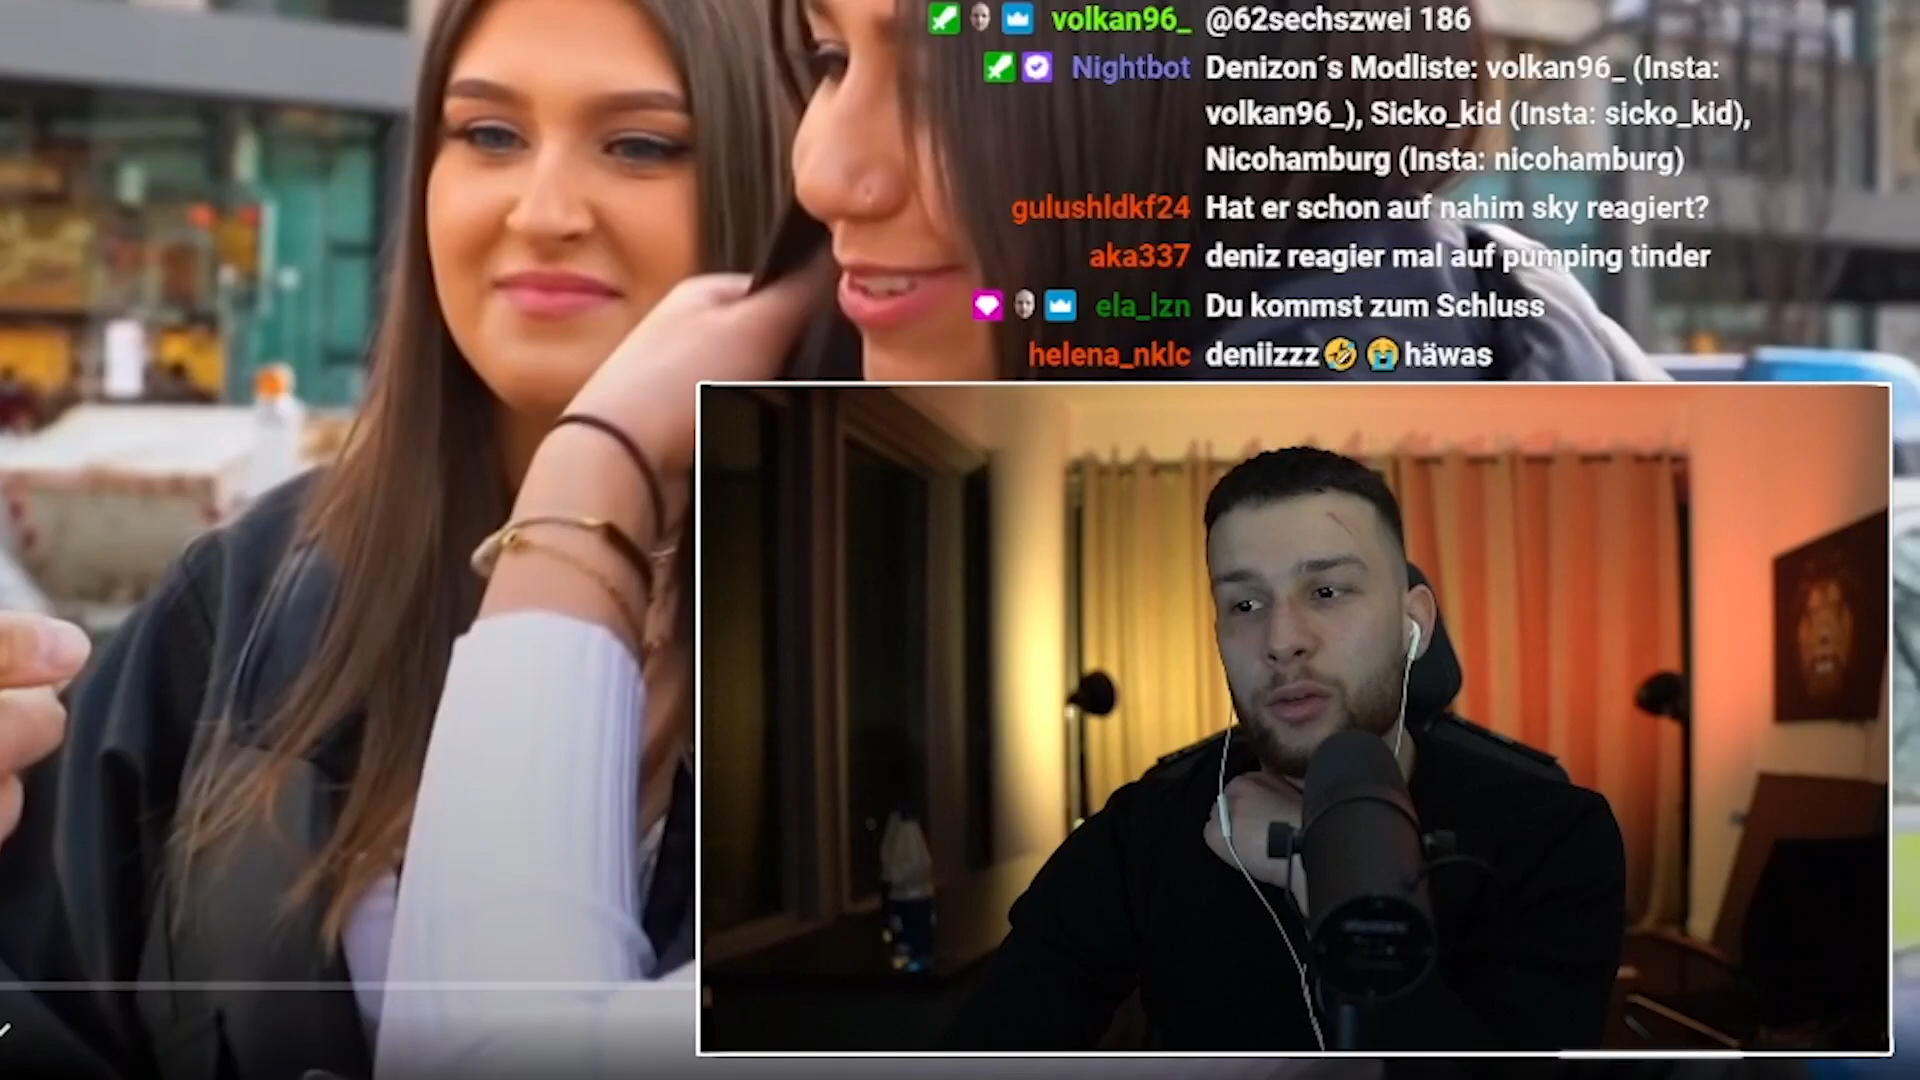 volkan96_ @62sechszwei 186
Nightbot Denizon´s Modliste: volkan96_ (Insta:
volkan96_), Sicko_kid (Insta: sicko_kid),
Nicohamburg (Insta: nicohamburg)
gulushldkf24 Hat er schon auf nahim sky reagiert?
aka337 deniz reagier mal auf pumping tinder
ela_lzn Du kommst zum Schluss
helena_nklc deniizzz🤣😭häwas